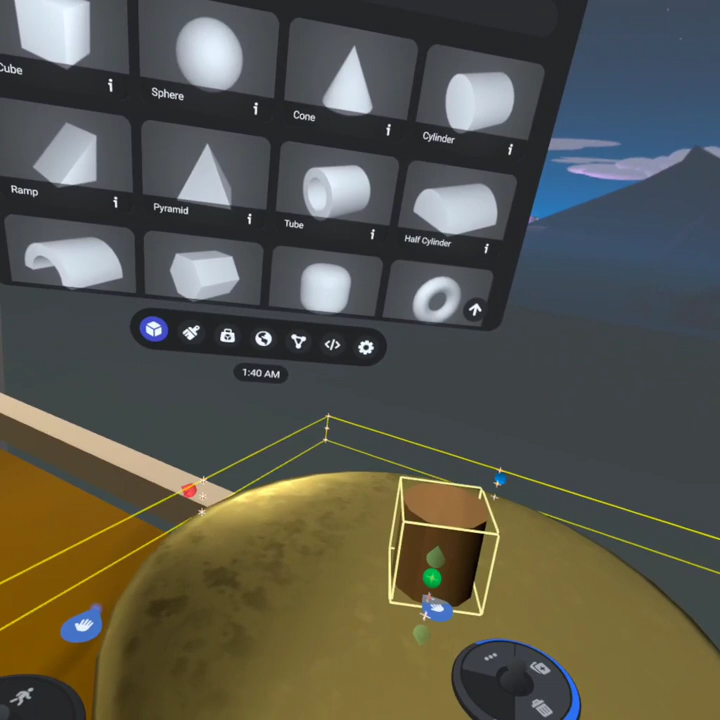 Cube
Sphere
Cone
Cylinder
Ramp
Pyramid
Tube
Half Cylinder
1:40 AM